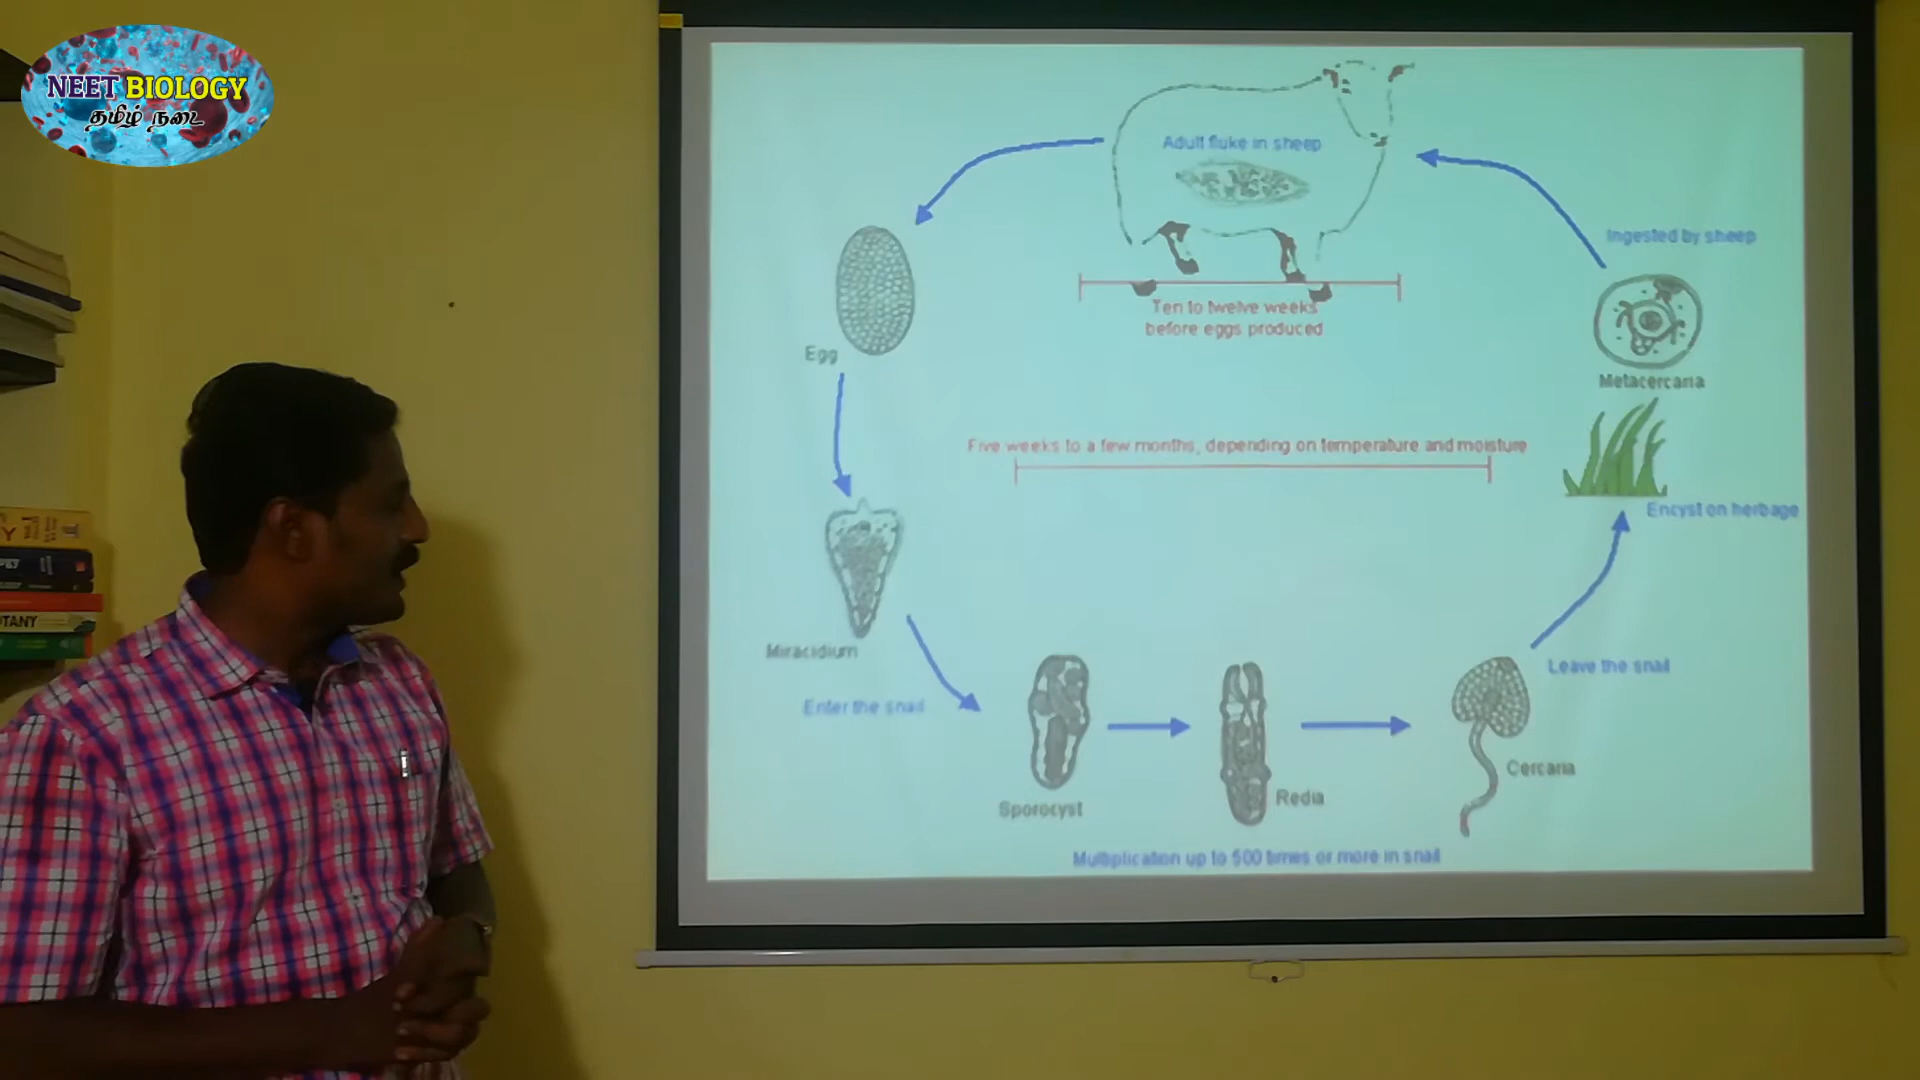 NEET BIOLOGY
தமிழ் நடை
Adult fluke in sheep
Ingested by sheep
Ten to twelve weeks
before eggs produced
Egg
Metacercaria
Five weeks to a few months, depending on temperature and moisture
Encyst on herbage
Miracidium
Enter the snail
Leave the snail
Cercaria
Redia
Sporocyst
Multiplication up to 500 times or more in snail
OTANY